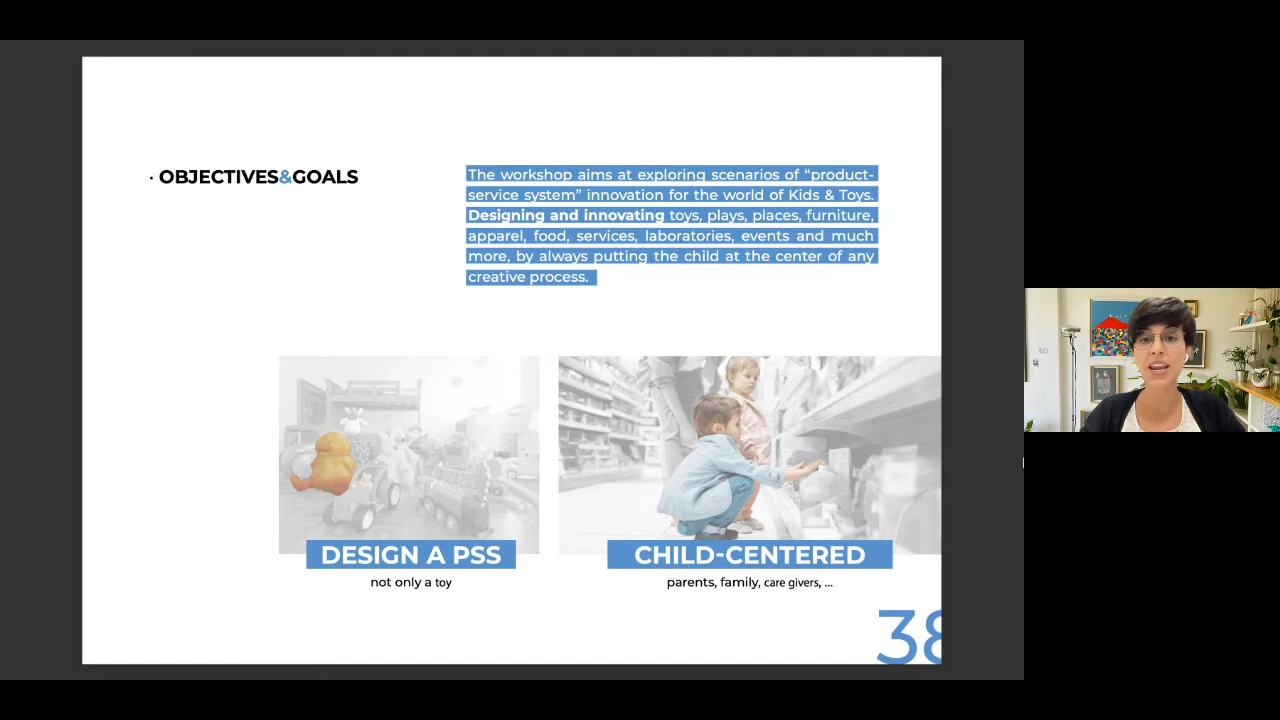 · OBJECTIVES&GOALS
The workshop aims at exploring scenarios of “product-
service system” innovation for the world of Kids & Toys.
Designing and innovating toys, plays, places, furniture,
apparel, food, services, laboratories, events and much
more, by always putting the child at the center of any
creative process.
DESIGN A PSS
not only a toy
CHILD-CENTERED
parents, family, care givers, ...
38